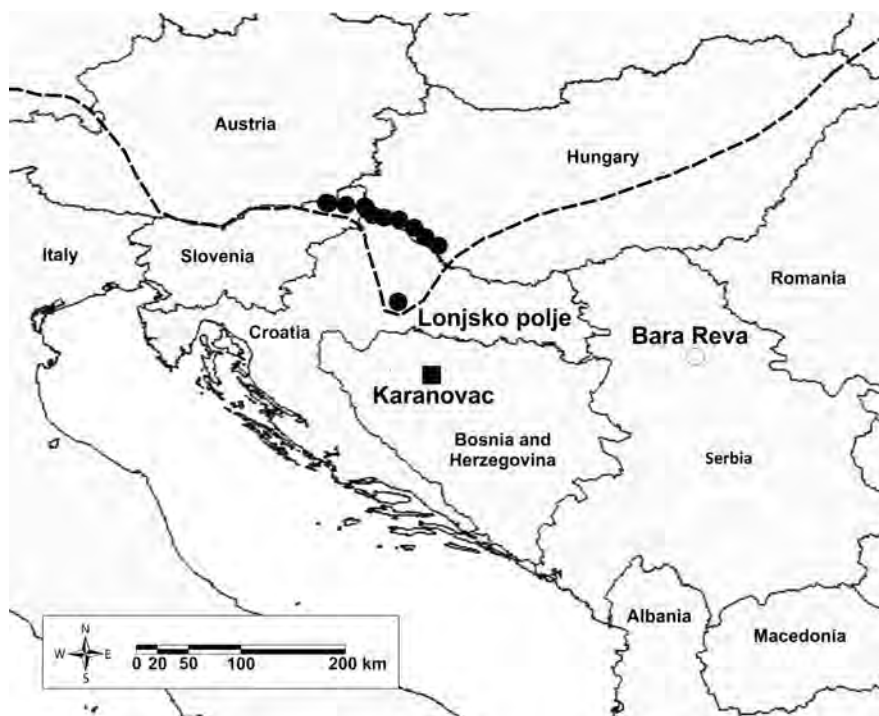 Austria
Hungary
Italy
Slovenia
Romania
Croatia
Lonjsko polje
Bara Reva
Karanovac
Bosnia and
Herzegovina
Serbia
Albania
Macedonia
N
W E
S
0 20 50 100 200 km